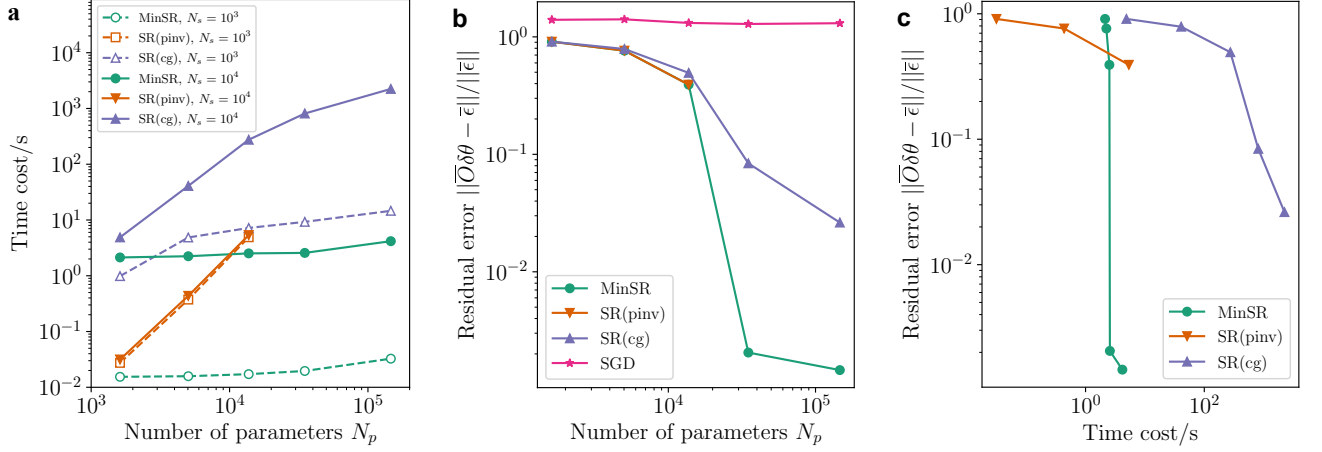 a
MinSR, N_s = 10^3
SR(pinv), N_s = 10^3
SR(cg), N_s = 10^3
MinSR, N_s = 10^4
SR(pinv), N_s = 10^4
SR(cg), N_s = 10^4
10^4
10^3
10^2
10^1
10^0
10^−1
10^−2
Time cost/s
10^3
10^4
10^5
Number of parameters N_p
b
10^0
10^−1
10^−2
Residual error ||\overline{O}δθ − \overline{ϵ}||/||\overline{ϵ}||
MinSR
SR(pinv)
SR(cg)
SGD
10^4
10^5
Number of parameters N_p
c
10^0
10^−1
10^−2
Residual error ||\overline{O}δθ − \overline{ϵ}||/||\overline{ϵ}||
MinSR
SR(pinv)
SR(cg)
10^0
10^2
Time cost/s